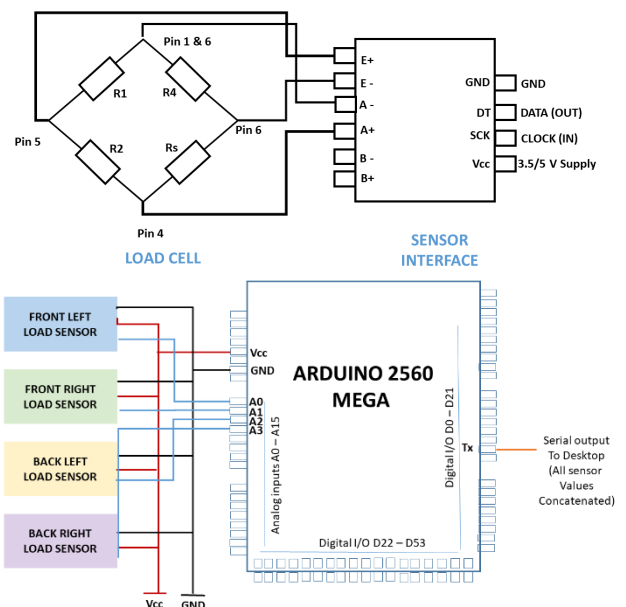 Pin 1 & 6
R1
R4
Pin 5
Pin 6
R2
Rs
Pin 4
LOAD CELL
E+
E -
A -
A+
B -
B+
GND
DT
SCK
Vcc
GND
DATA (OUT)
CLOCK (IN)
3.5/5 V Supply
SENSOR
INTERFACE
FRONT LEFT
LOAD SENSOR
FRONT RIGHT
LOAD SENSOR
BACK LEFT
LOAD SENSOR
BACK RIGHT
LOAD SENSOR
Vcc
GND
Vcc
GND
A0
A1
A2
A3
Analog inputs A0 – A15
ARDUINO 2560
MEGA
Digital I/O D0 – D21
Tx
Digital I/O D22 – D53
Serial output
To Desktop
(All sensor
Values
Concatenated)